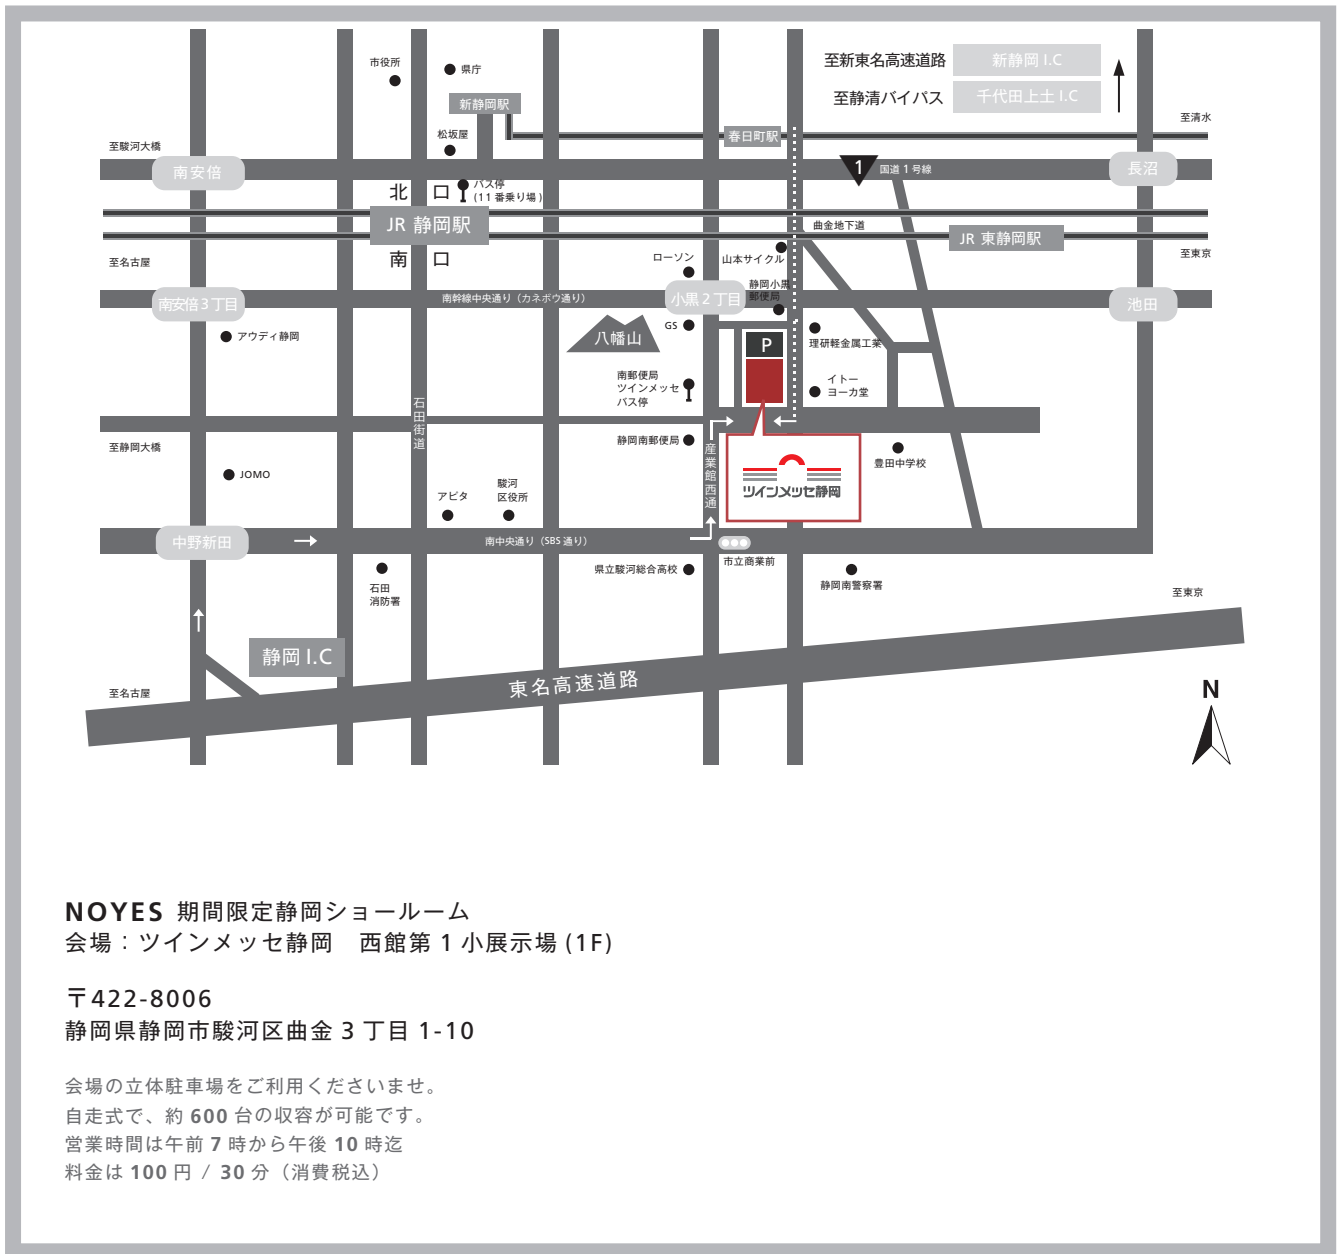 市役所
県庁
至新東名高速道路 新静岡 I.C
至静清バイパス 千代田上土 I.C
新静岡駅
至清水
松坂屋
春日町駅
至駿河大橋
南安倍
1 国道 1 号線
長沼
北 口
バス停
(11 番乗り場 )
JR 静岡駅
曲金地下道
JR 東静岡駅
南 口
至名古屋
ローソン
山本サイクル
至東京
南安倍 3 丁目
南幹線中央通り（カネボウ通り）
小黒 2 丁目
静岡小黒
郵便局
池田
アウディ静岡
八幡山
GS
P
理研軽金属工業
南郵便局
ツインメッセ
バス停
イトー
ヨーカ堂
石田街道
至静岡大橋
静岡南郵便局
産業館西通
豊田中学校
JOMO
アピタ
駿河
区役所
ツインメッセ静岡
中野新田
南中央通り（SBS 通り）
市立商業前
県立駿河総合高校
石田
消防署
静岡南警察署
至東京
静岡 I.C
東名高速道路
至名古屋
N
NOYES 期間限定静岡ショールーム
会場：ツインメッセ静岡　西館第 1 小展示場 (1F)
〒422-8006
静岡県静岡市駿河区曲金 3 丁目 1-10
会場の立体駐車場をご利用くださいませ。
自走式で、約 600 台の収容が可能です。
営業時間は午前 7 時から午後 10 時迄
料金は 100 円 / 30 分（消費税込）